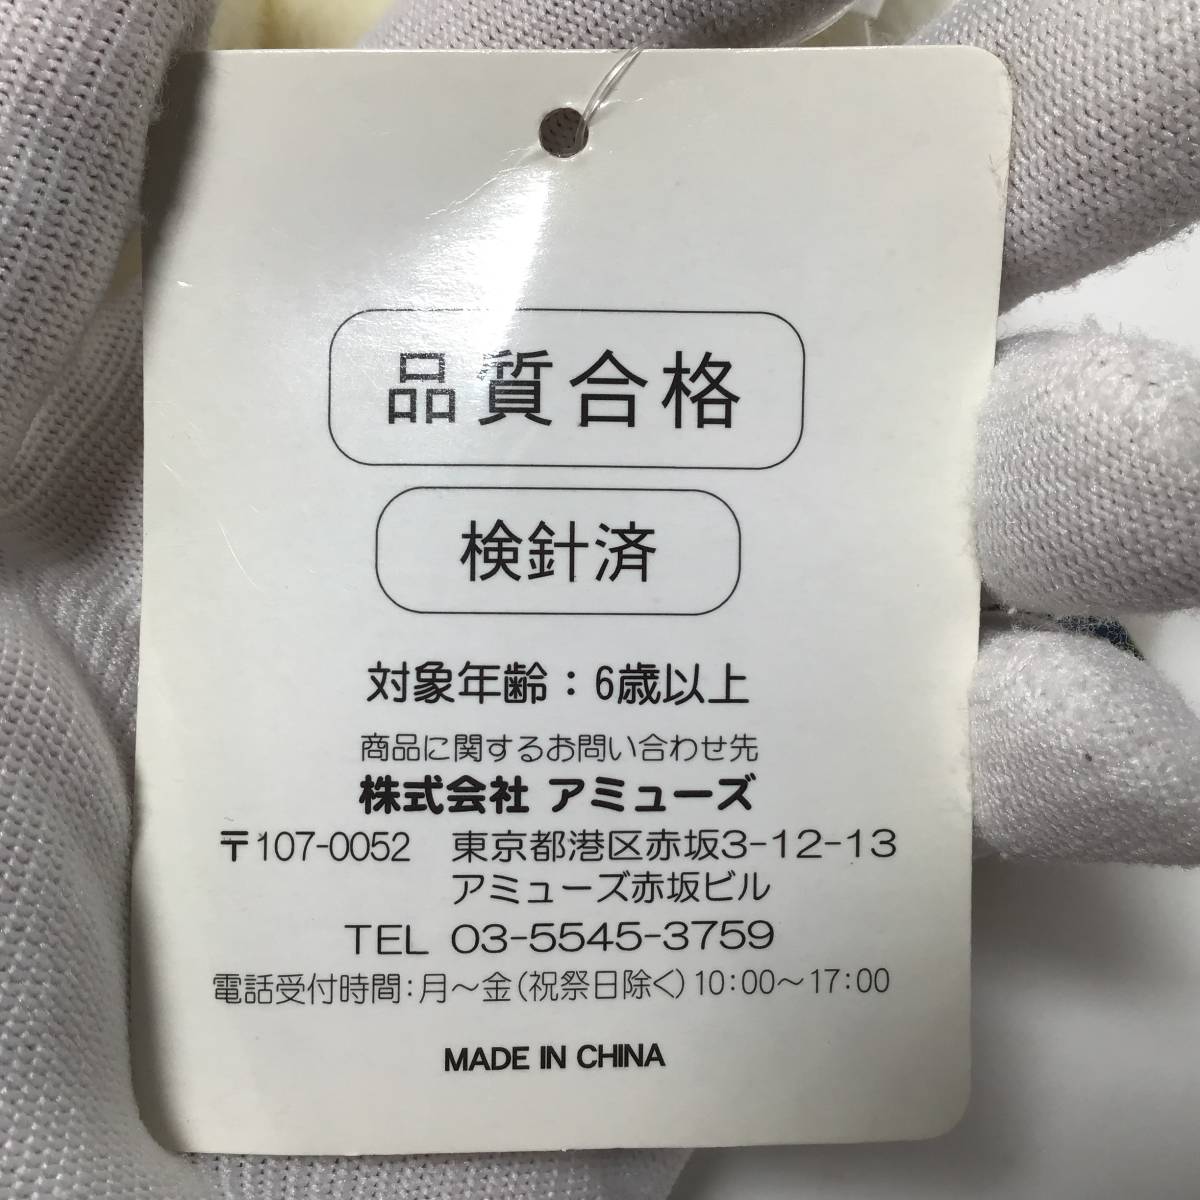 品質合格
検針済
対象年齢：6歳以上
商品に関するお問い合わせ先
株式会社 アミューズ
〒107-0052 東京都港区赤坂3-12-13
アミューズ赤坂ビル
TEL 03-5545-3759
電話受付時間：月～金（祝祭日除く）10：00～17：00
MADE IN CHINA